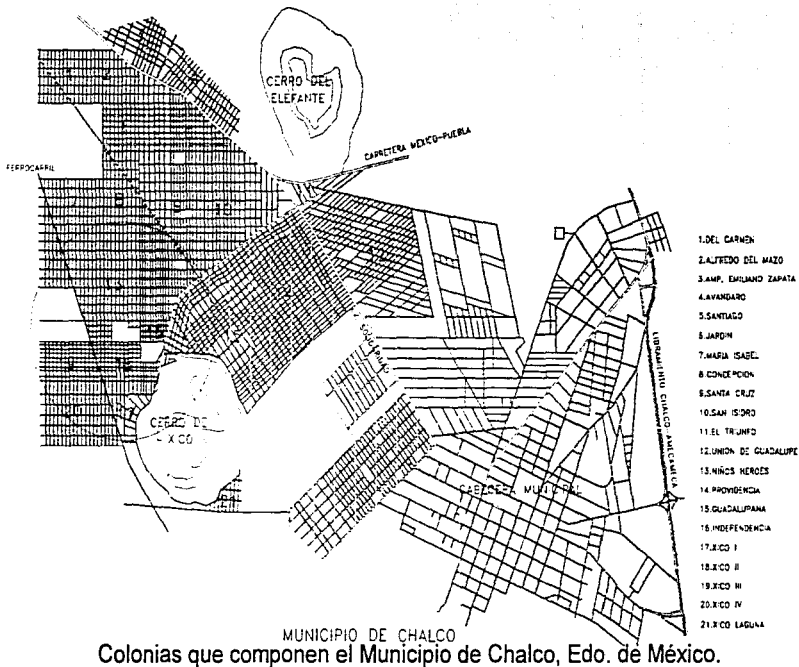 CERRO DEL
ELEFANTE
CARRETERA MEXICO-PUEBLA
FERROCARRIL
10
CERRO DE
XICO
CABECERA MUNICIPAL
LIBRAMIENTO CHALCO-AMECAMECA
1.DEL CARMEN
2.ALFREDO DEL MAZO
3.AMP. EMILIANO ZAPATA
4.AVANDARO
5.SANTIAGO
6.JARDIN
7.MARIA ISABEL
8.CONCEPCION
9.SANTA CRUZ
10.SAN ISIDRO
11.EL TRIUNFO
12.UNION DE GUADALUPE
13.NIÑOS HEROES
14.PROVIDENCIA
15.GUADALUPANA
16.INDEPENDENCIA
17.XICO I
18.XICO II
19.XICO III
20.XICO IV
21.XICO LAGUNA
MUNICIPIO DE CHALCO
Colonias que componen el Municipio de Chalco, Edo. de México.